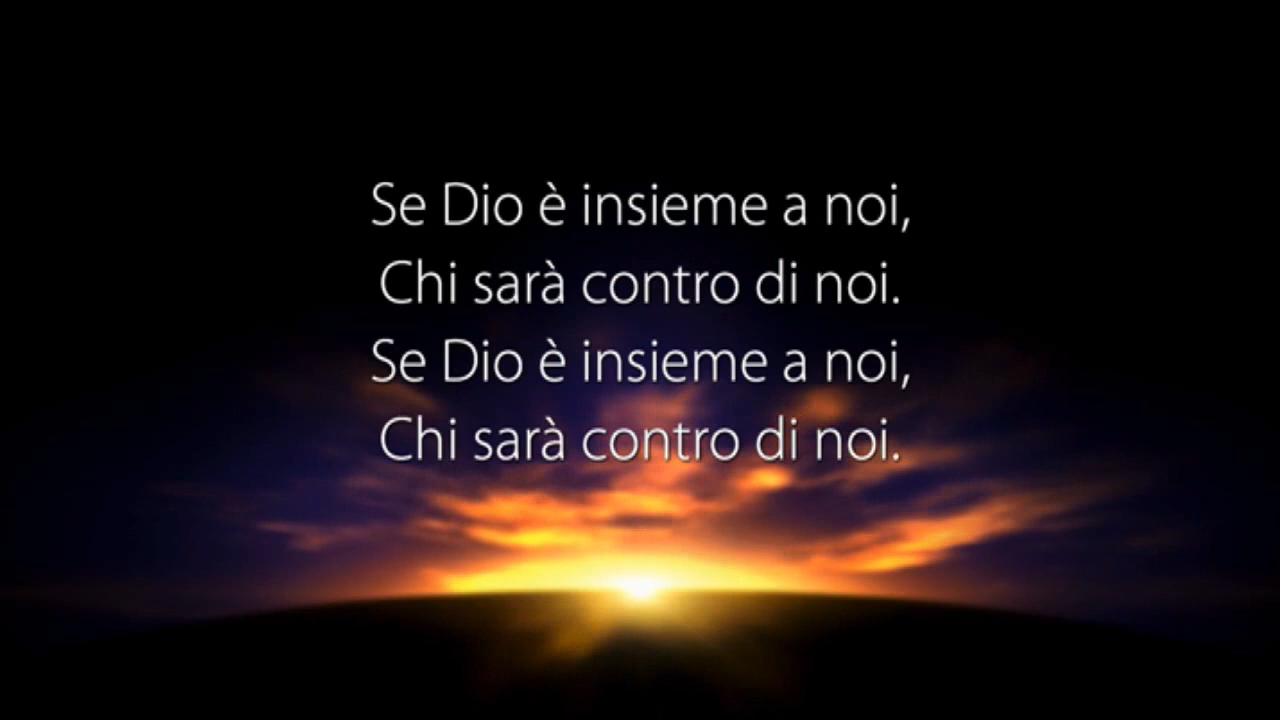 Se Dio è insieme a noi,
Chi sarà contro di noi.
Se Dio è insieme a noi,
Chi sarà contro di noi.